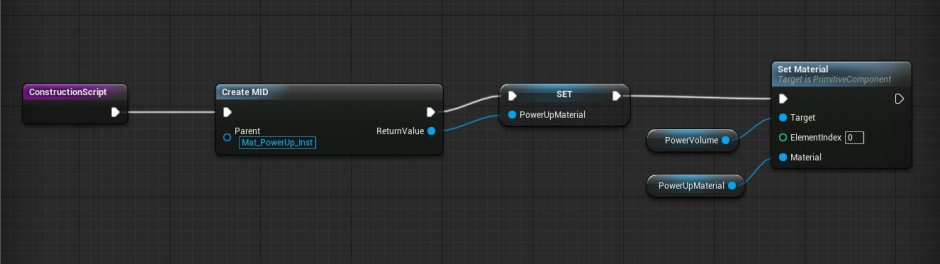 ConstructionScript
Create MID
Parent
Mat_PowerUp_Inst
ReturnValue
SET
PowerUpMaterial
PowerVolume
PowerUpMaterial
Set Material
Target is PrimitiveComponent
Target
ElementIndex 0
Material